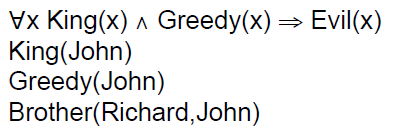 ∀x King(x) ∧ Greedy(x) ⇒ Evil(x)
King(John)
Greedy(John)
Brother(Richard,John)